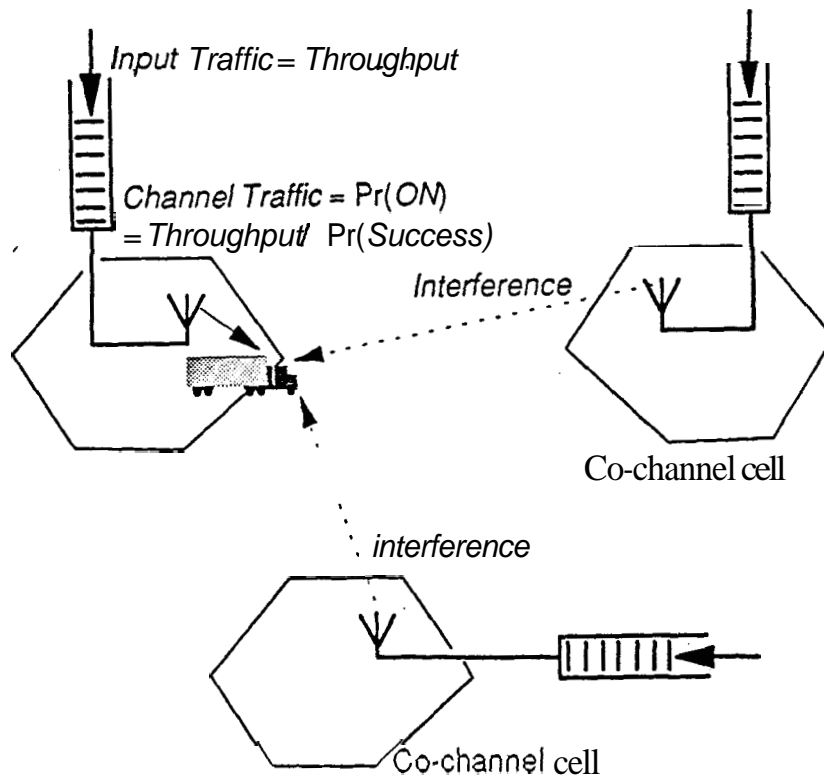 Input Traffic = Throughput
Channel Traffic = Pr(ON)
= Throughput/ Pr(Success)
Interference
Co-channel cell
interference
Co-channel cell